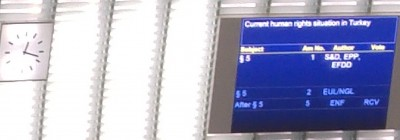 Current human rights situation in Turkey
Subject Am No. Author Vote
§ 5 1 S&D, EPP,
EFDD
§ 5 2 EUL/NGL
After § 5 5 ENF RCV